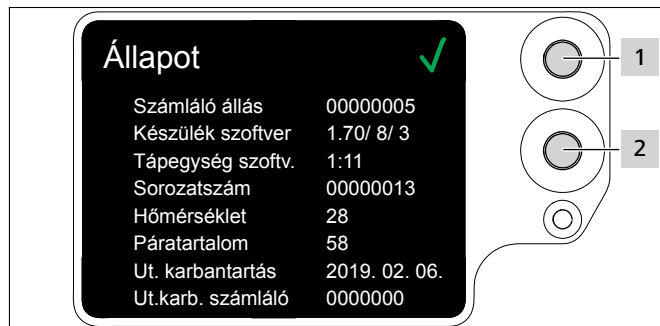 Állapot
Számláló állás 00000005
Készülék szoftver 1.70/ 8/ 3
Tápegység szoftv. 1:11
Sorozatszám 00000013
Hőmérséklet 28
Páratartalom 58
Ut. karbantartás 2019. 02. 06.
Ut.karb. számláló 0000000
1
2